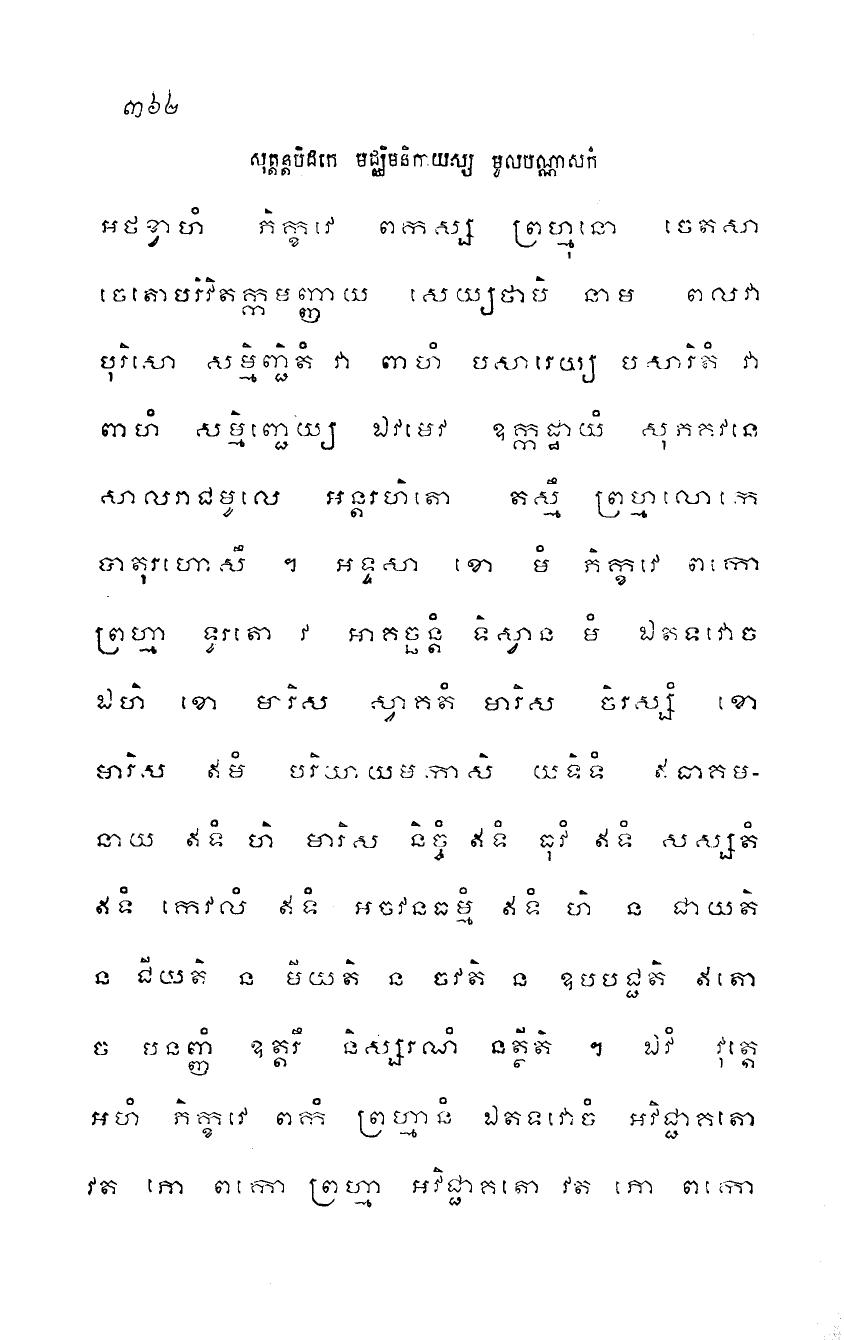 ៣៦២
សុត្តន្តបិដកេ មជ្ឈិមនិកាយស្ស មូលបណ្ណាសកំ
អថខ្វាហំ ភិក្ខវេ ពកស្ស ព្រហ្មុនោ ចេតសា
ចេតោបរិវិតក្កមញ្ញាយ សេយ្យថាបិ នាម ពលវា
បុរិសោ សម្មិញ្ជិតំ វា ពាហំ បសារេយ្យ បសារិតំ វា
ពាហំ សម្មិញ្ជេយ្យ ឯវមេវ ឧក្កដ្ឋាយំ សុភគវនេ
សាលរាជមូលេ អន្តរហិតោ តស្មឹ ព្រហ្មលោកេ
បាតុរហោសឹ ។ អទ្ទសា ខោ មំ ភិក្ខវេ ពកោ
ព្រហ្មា ទូរតោ វ អាគច្ឆន្តំ ទិស្វាន មំ ឯតទវោច
ឯហិ ខោ មារិស ស្វាគតំ មារិស ចិរស្សំ ខោ
មារិស ឥមំ បរិយាយមកាសិ យទិទំ ឥធាគម-
នាយ ឥទំ ហិ មារិស និច្ចំ ឥទំ ធុវំ ឥទំ សស្សតំ
ឥទំ កេវលំ ឥទំ អចវនធម្មំ ឥទំ ហិ ន ជាយតិ
ន ជីយតិ ន មីយតិ ន ចវតិ ន ឧបបជ្ជតិ ឥតោ
ច បនញ្ញំ ឧត្តរឹ និស្សរណំ នត្ថីតិ ។ ឯវំ វុត្តេ
អហំ ភិក្ខវេ ពកំ ព្រហ្មានំ ឯតទវោចំ អវិជ្ជាគតោ
វត ភោ ពកោ ព្រហ្មា អវិជ្ជាគតោ វត ភោ ពកោ